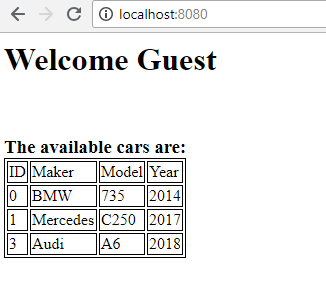 localhost:8080
Welcome Guest
The available cars are:
ID Maker Model Year
0 BMW 735 2014
1 Mercedes C250 2017
3 Audi A6 2018